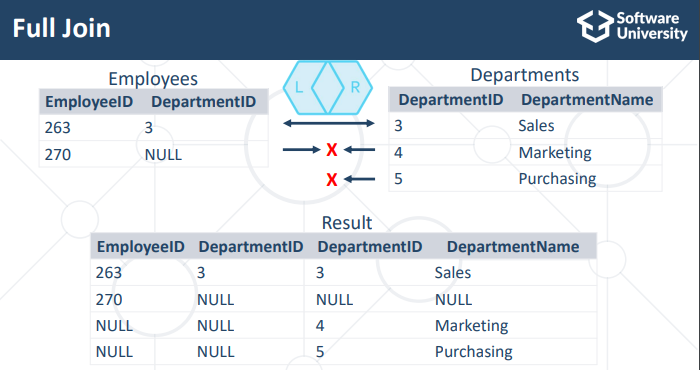 Full Join
Software
University
Employees
EmployeeID DepartmentID
263 3
270 NULL
L R
X
X
Departments
DepartmentID DepartmentName
3 Sales
4 Marketing
5 Purchasing
Result
EmployeeID DepartmentID DepartmentID DepartmentName
263 3 3 Sales
270 NULL NULL NULL
NULL NULL 4 Marketing
NULL NULL 5 Purchasing